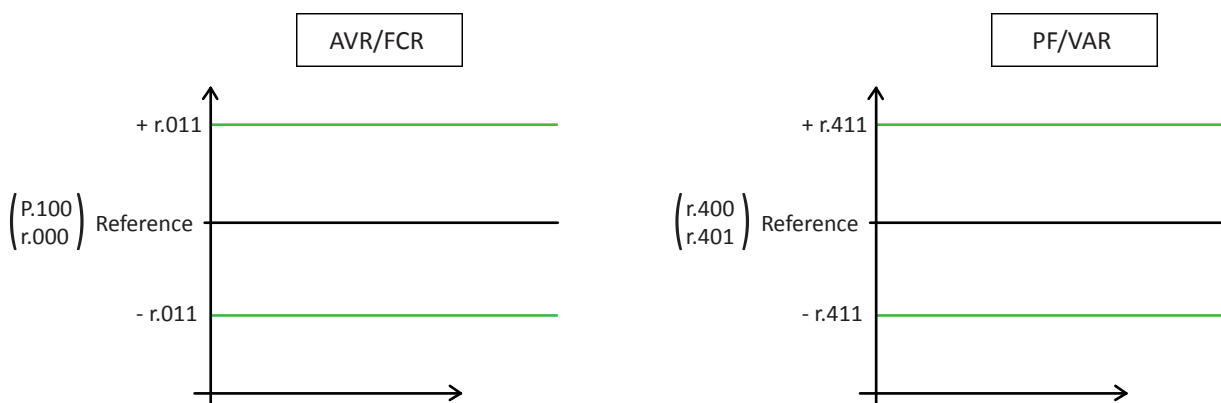 AVR/FCR
+ r.011
P.100
r.000
Reference
- r.011
PF/VAR
+ r.411
r.400
r.401
Reference
- r.411